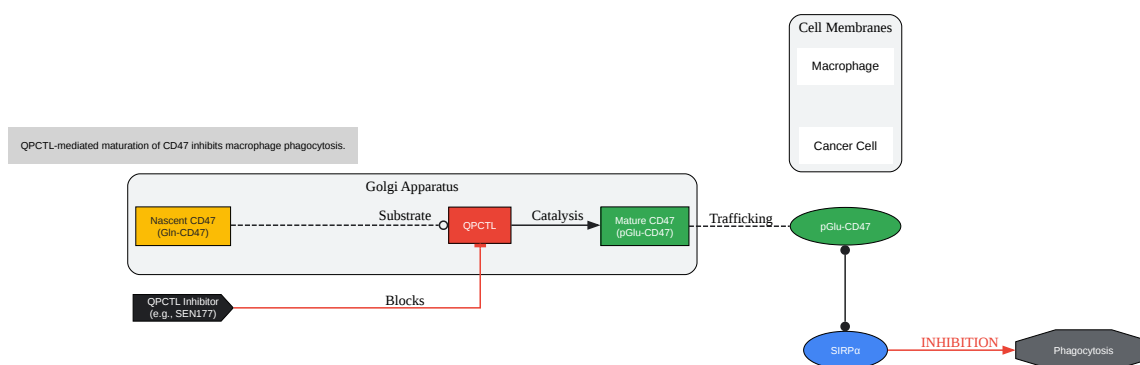 Cell Membranes
Macrophage
Cancer Cell
QPCTL-mediated maturation of CD47 inhibits macrophage phagocytosis.
Golgi Apparatus
Nascent CD47
(Gln-CD47)
Substrate
QPCTL
Catalysis
Mature CD47
(pGlu-CD47)
Trafficking
pGlu-CD47
QPCTL Inhibitor
(e.g., SEN177)
Blocks
SIRPα
INHIBITION
Phagocytosis